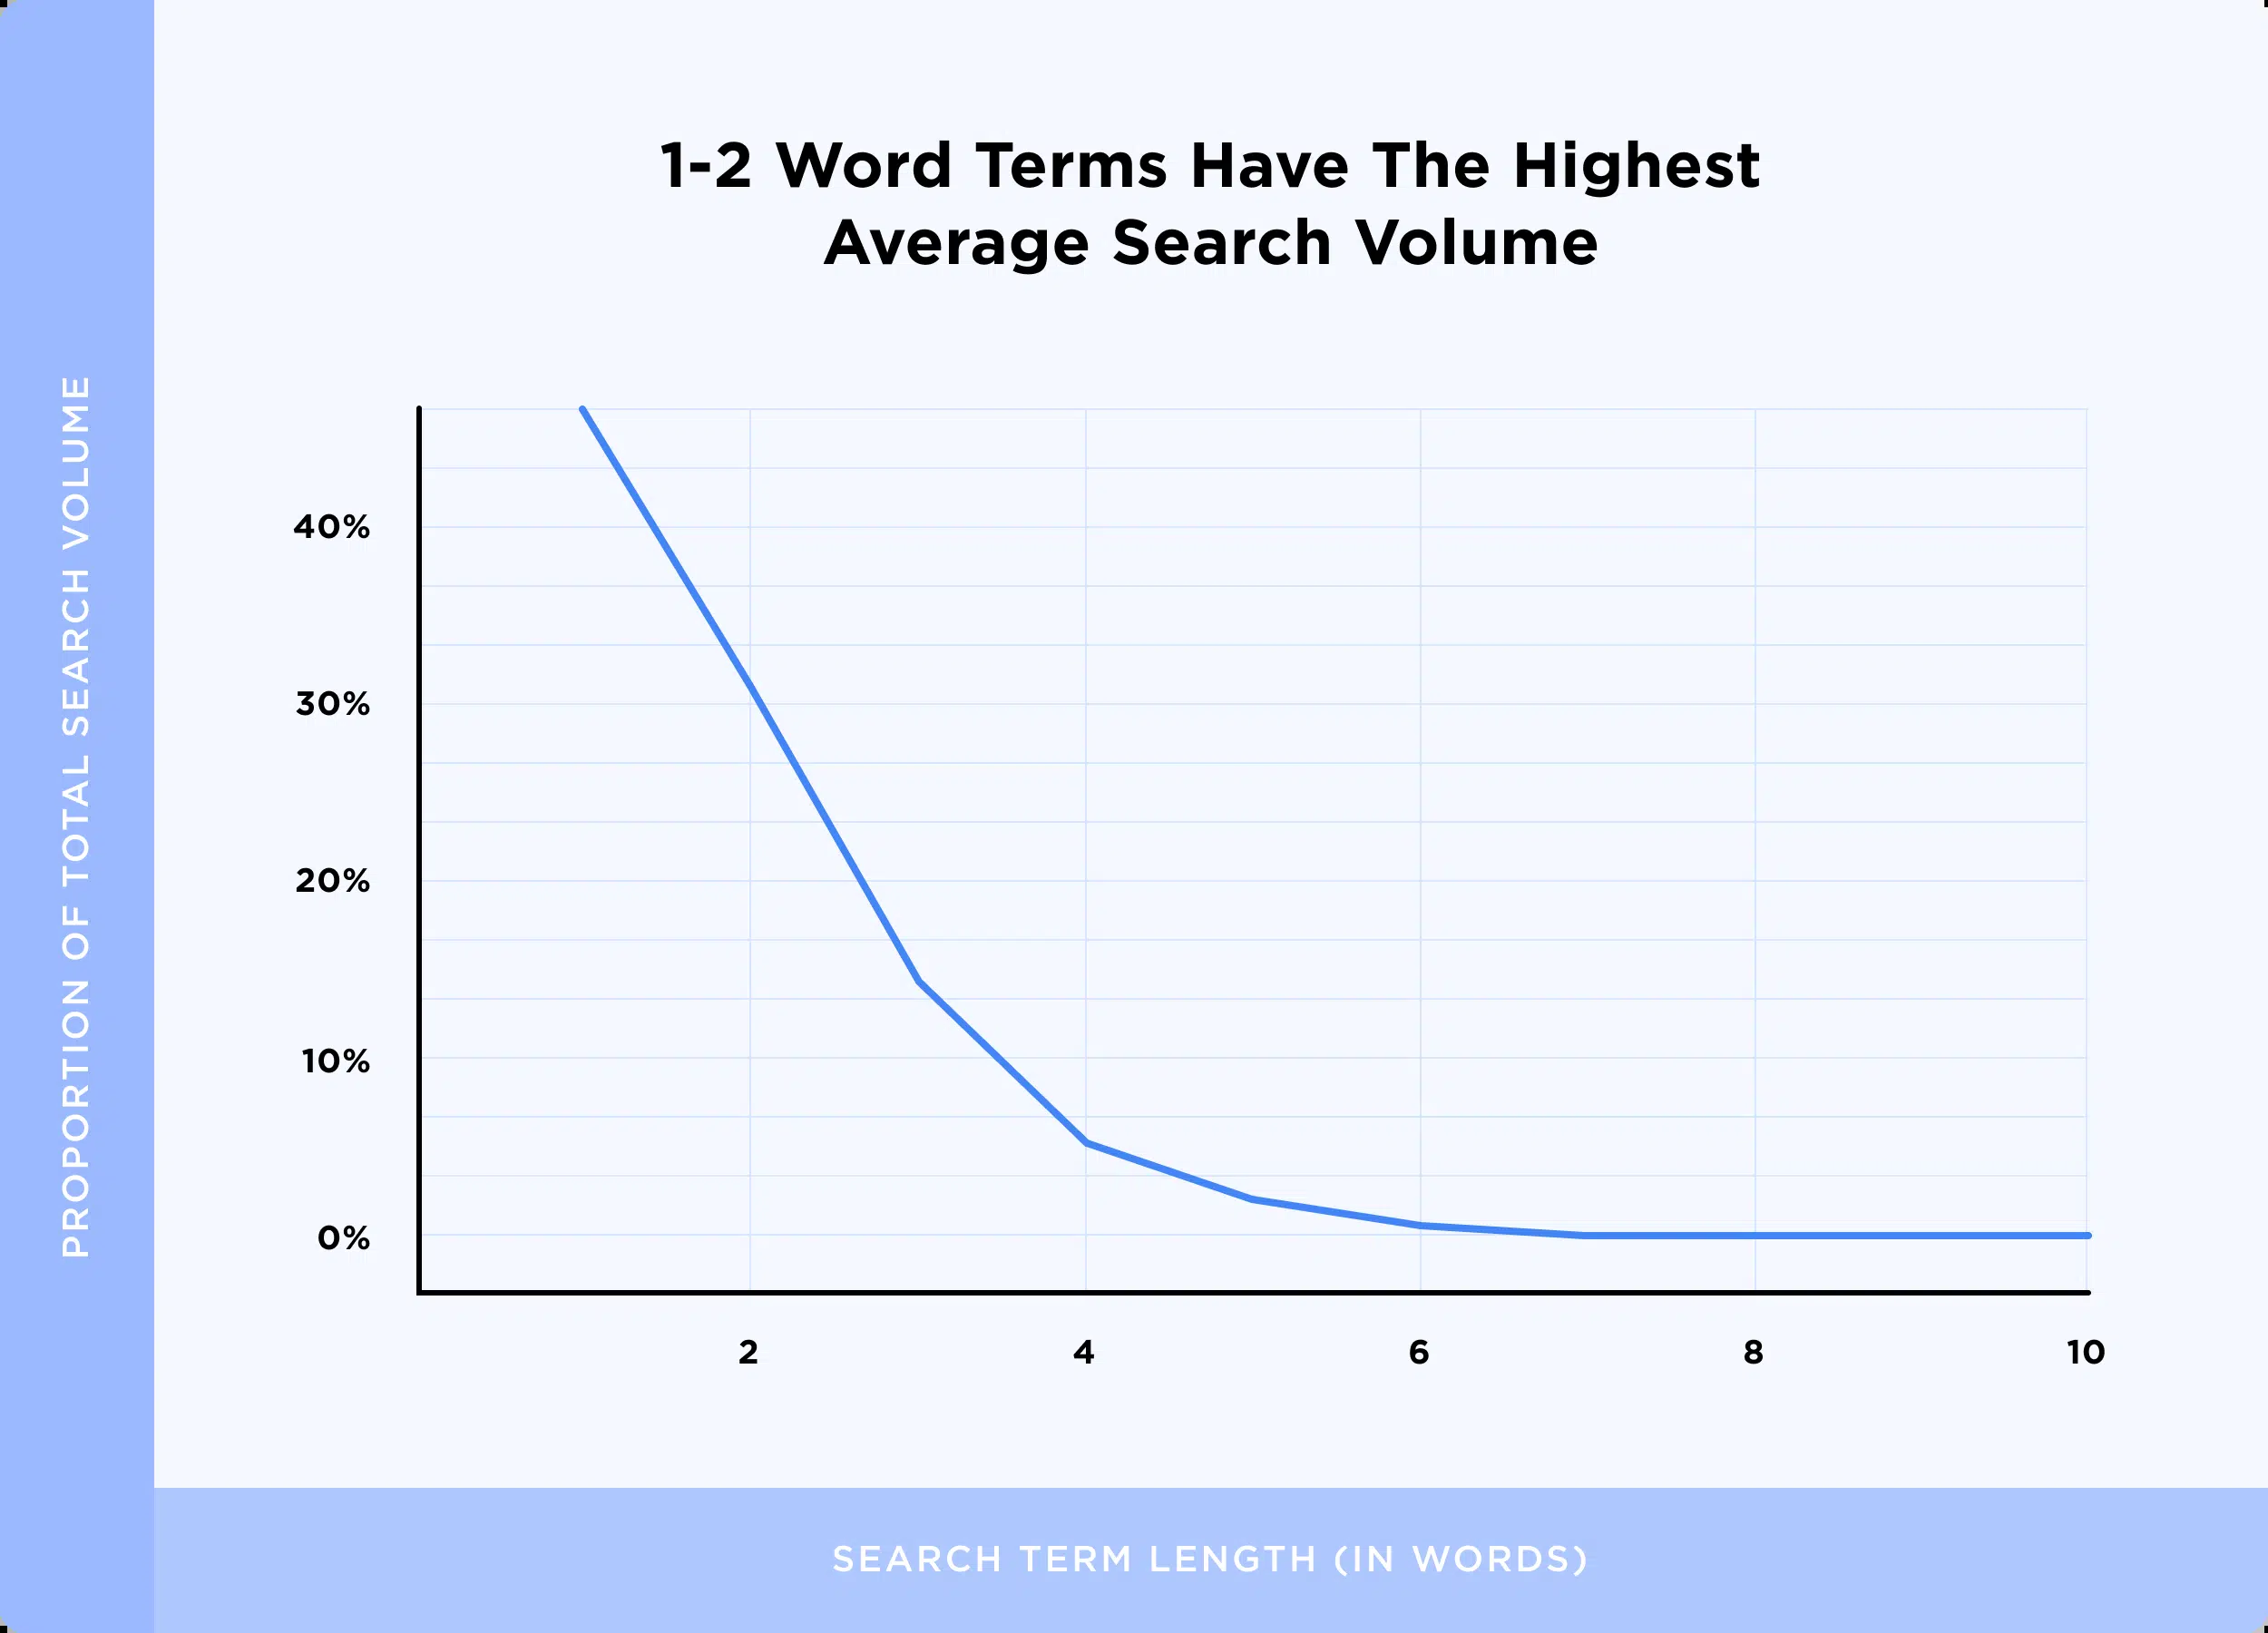 1-2 Word Terms Have The Highest
Average Search Volume
PROPORTION OF TOTAL SEARCH VOLUME
40%
30%
20%
10%
0%
2
4
6
8
10
SEARCH TERM LENGTH (IN WORDS)